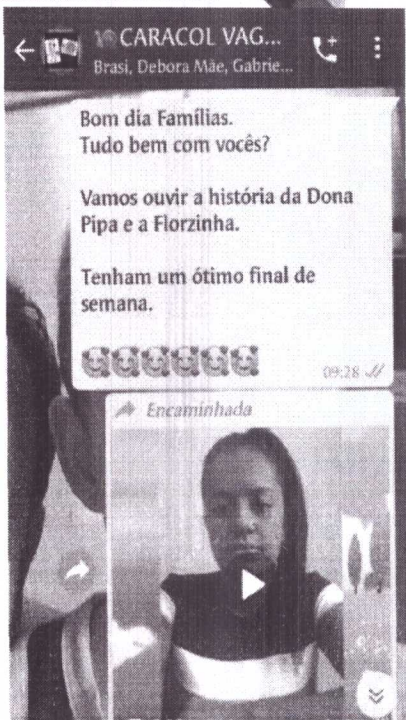 CARACOL VAG...
Brasi, Debora Mãe, Gabrie...
Bom dia Famílias.
Tudo bem com vocês?
Vamos ouvir a história da Dona
Pipa e a Florzinha.
Tenham um ótimo final de
semana.
09:28
Encaminhada